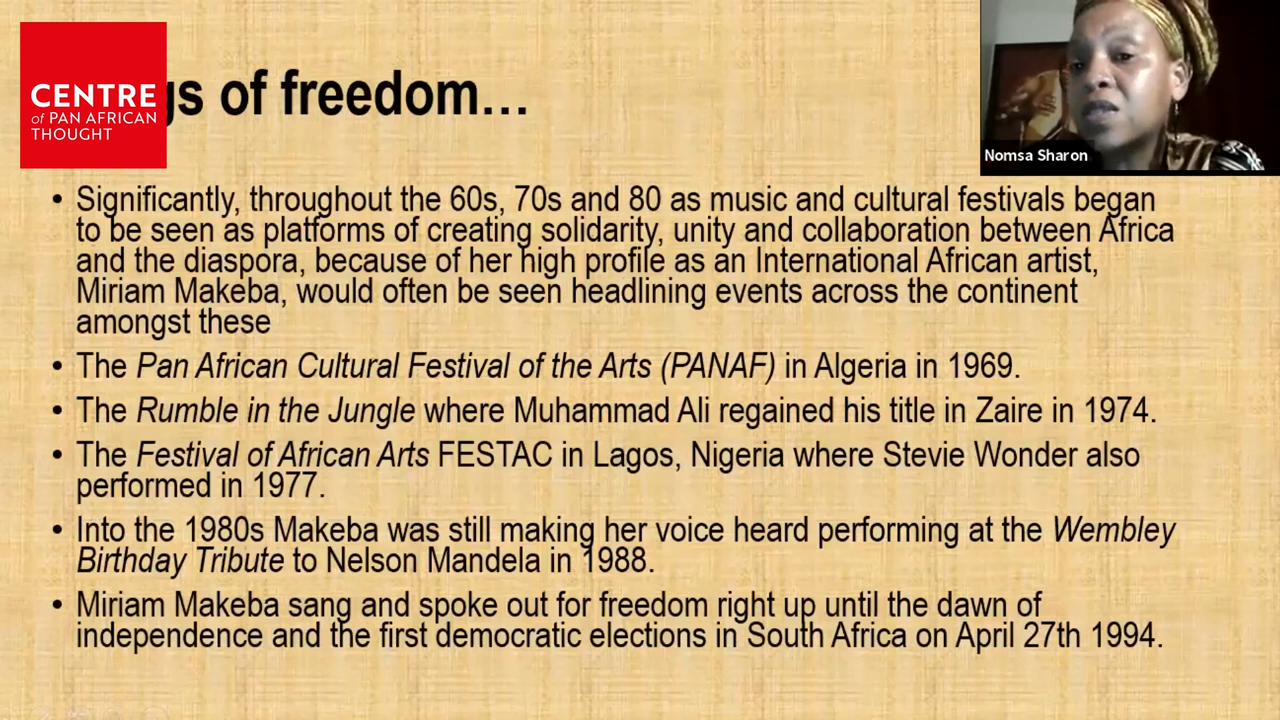 CENTRE
of PAN AFRICAN
THOUGHT
gs of freedom…
Nomsa Sharon
• Significantly, throughout the 60s, 70s and 80 as music and cultural festivals began
to be seen as platforms of creating solidarity, unity and collaboration between Africa
and the diaspora, because of her high profile as an International African artist,
Miriam Makeba, would often be seen headlining events across the continent
amongst these
• The Pan African Cultural Festival of the Arts (PANAF) in Algeria in 1969.
• The Rumble in the Jungle where Muhammad Ali regained his title in Zaire in 1974.
• The Festival of African Arts FESTAC in Lagos, Nigeria where Stevie Wonder also
performed in 1977.
• Into the 1980s Makeba was still making her voice heard performing at the Wembley
Birthday Tribute to Nelson Mandela in 1988.
• Miriam Makeba sang and spoke out for freedom right up until the dawn of
independence and the first democratic elections in South Africa on April 27th 1994.